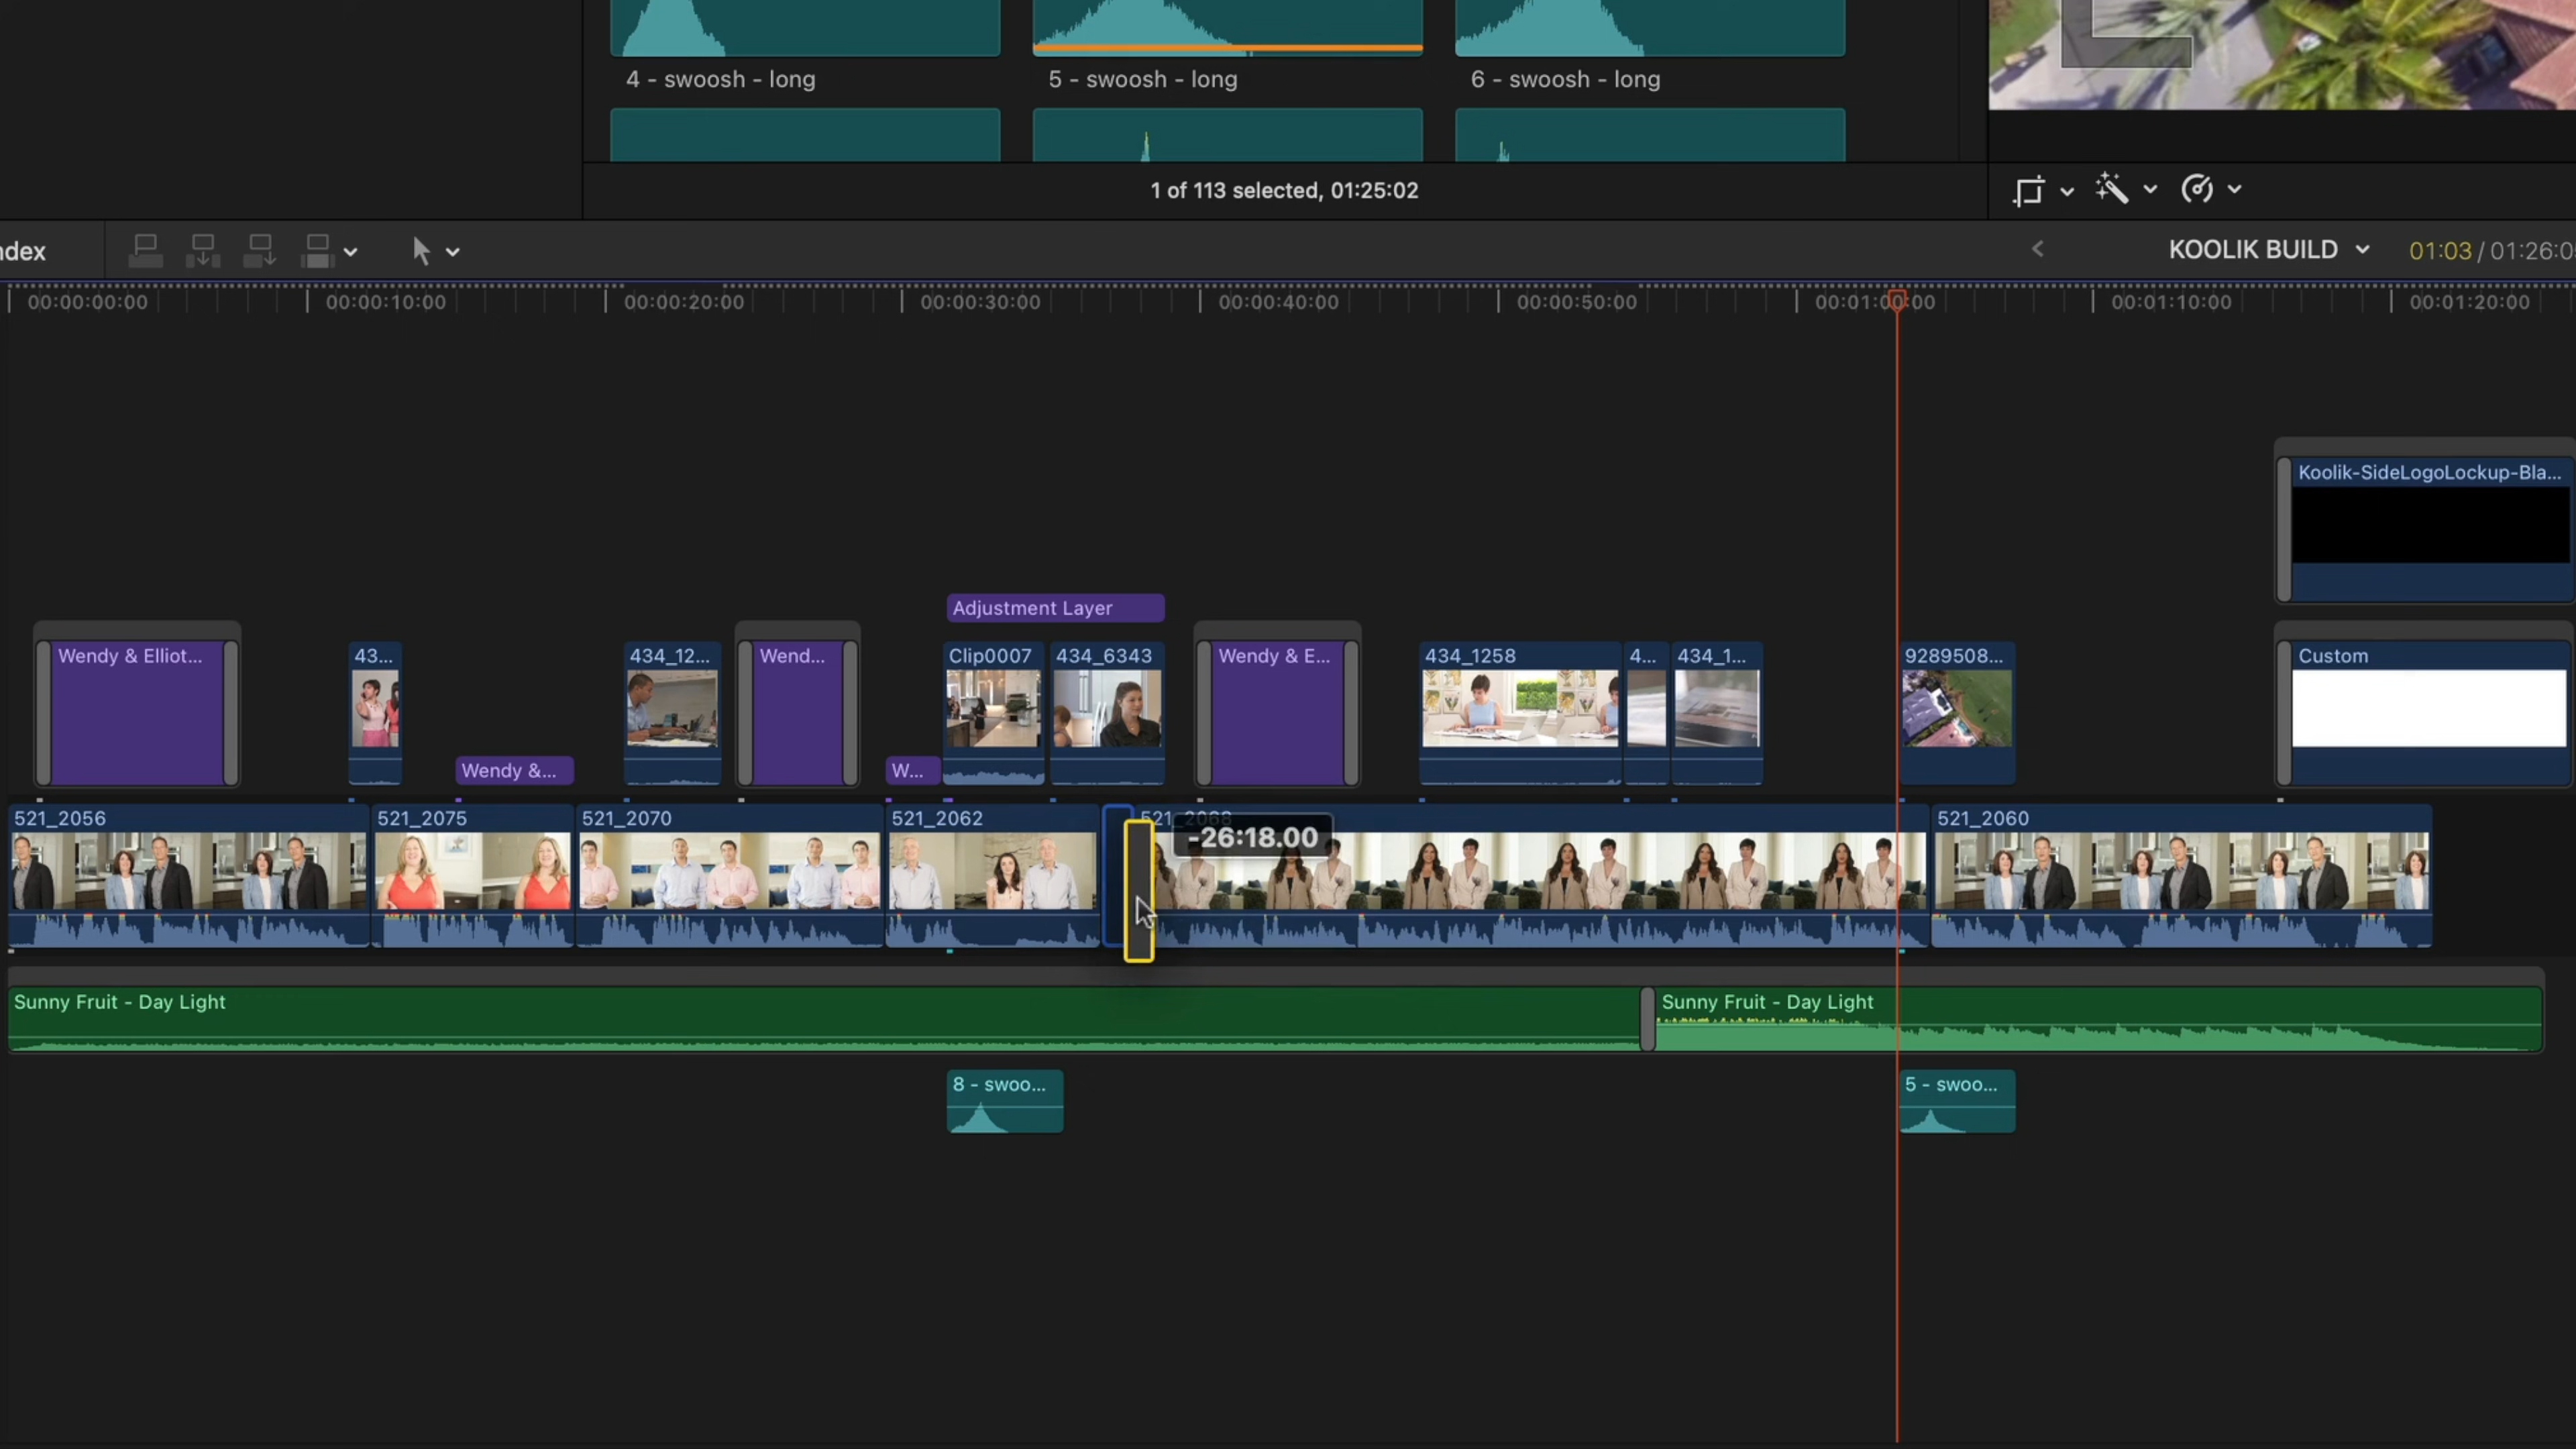 4 - swoosh - long
5 - swoosh - long
6 - swoosh - long
1 of 113 selected, 01:25:02
ndex
KOOLIK BUILD
01:03 / 01:26:0
00:00:00:00
00:00:10:00
00:00:20:00
00:00:30:00
00:00:40:00
00:00:50:00
00:01:00:00
00:01:10:00
00:01:20:00
Koolik-SideLogoLockup-Bla...
Adjustment Layer
Wendy & Elliot...
43...
434_12...
Wend...
Clip0007
434_6343
Wendy & E...
434_1258
4...
434_1...
9289508...
Custom
Wendy &...
W...
521_2056
521_2075
521_2070
521_2062
521_2068
521_2060
-26:18.00
Sunny Fruit - Day Light
Sunny Fruit - Day Light
8 - swoo...
5 - swoo...